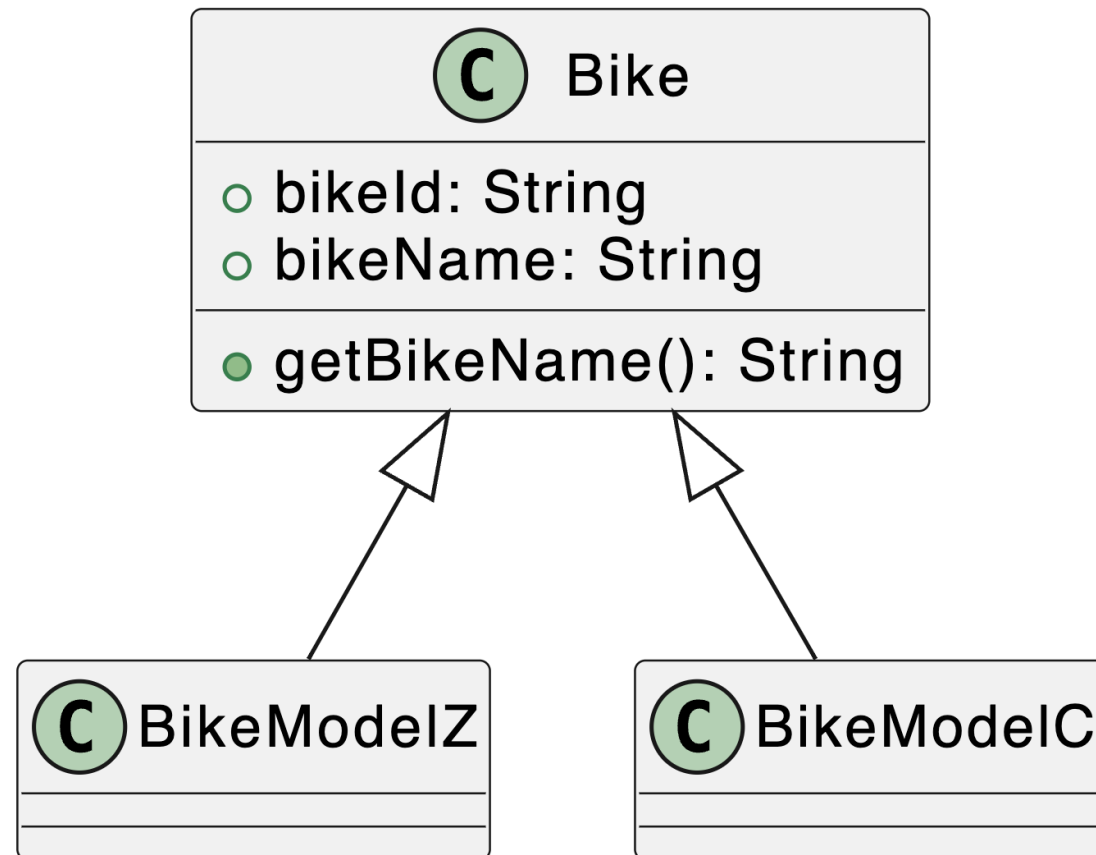 C Bike
bikeId: String
bikeName: String
getBikeName(): String
C BikeModelZ
C BikeModelC